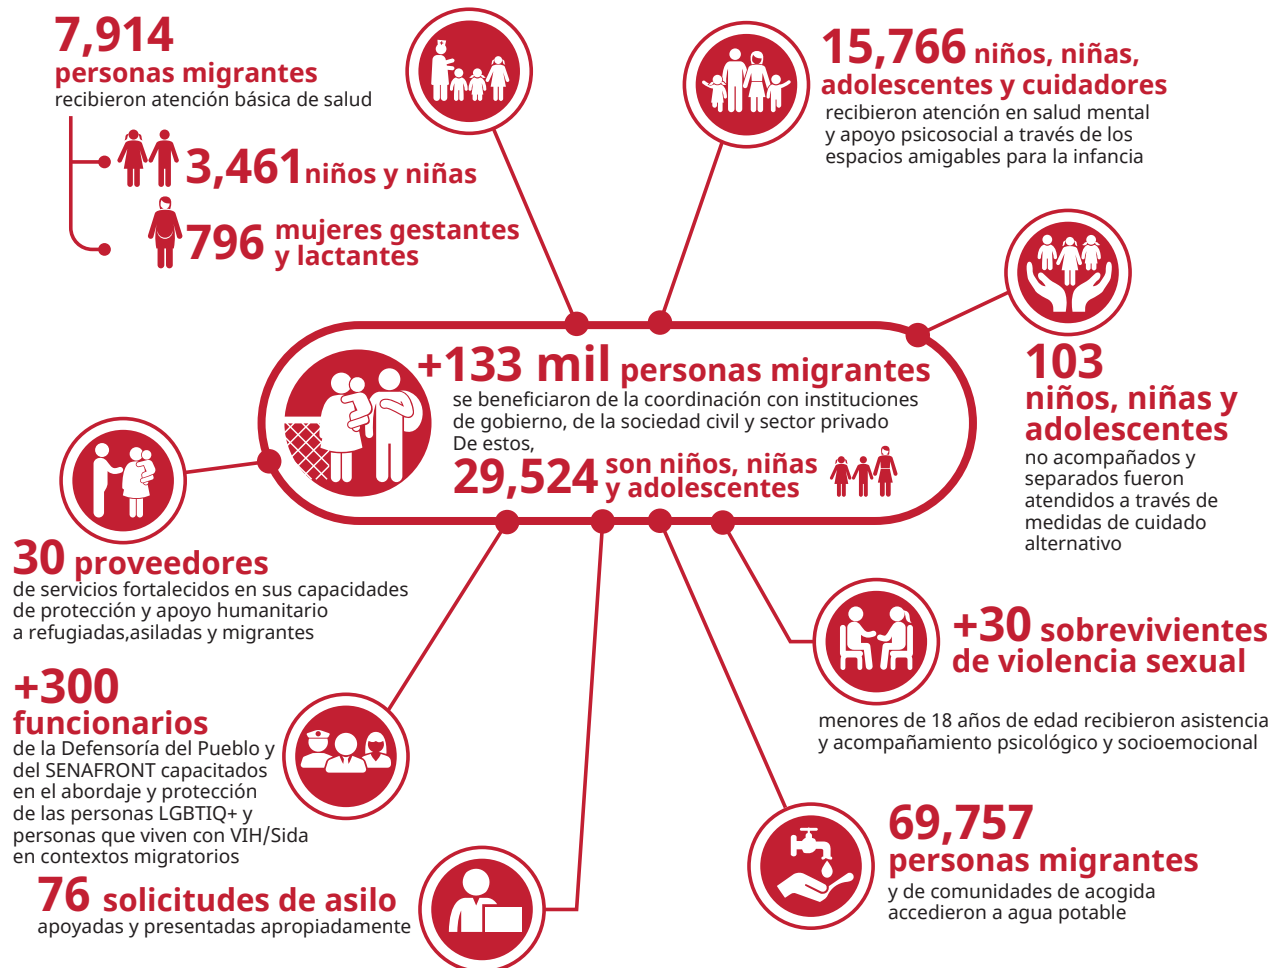 7,914
personas migrantes
recibieron atención básica de salud
3,461 niños y niñas
796 mujeres gestantes
y lactantes
15,766 niños, niñas,
adolescentes y cuidadores
recibieron atención en salud mental
y apoyo psicosocial a través de los
espacios amigables para la infancia
+133 mil personas migrantes
se beneficiaron de la coordinación con instituciones
de gobierno, de la sociedad civil y sector privado
De estos,
29,524 son niños, niñas
y adolescentes
103
niños, niñas y
adolescentes
no acompañados y
separados fueron
atendidos a través de
medidas de cuidado
alternativo
30 proveedores
de servicios fortalecidos en sus capacidades
de protección y apoyo humanitario
a refugiadas,asiladas y migrantes
+300
funcionarios
de la Defensoría del Pueblo y
del SENAFRONT capacitados
en el abordaje y protección
de las personas LGBTIQ+ y
personas que viven con VIH/Sida
en contextos migratorios
76 solicitudes de asilo
apoyadas y presentadas apropiadamente
+30 sobrevivientes
de violencia sexual
menores de 18 años de edad recibieron asistencia
y acompañamiento psicológico y socioemocional
69,757
personas migrantes
y de comunidades de acogida
accedieron a agua potable